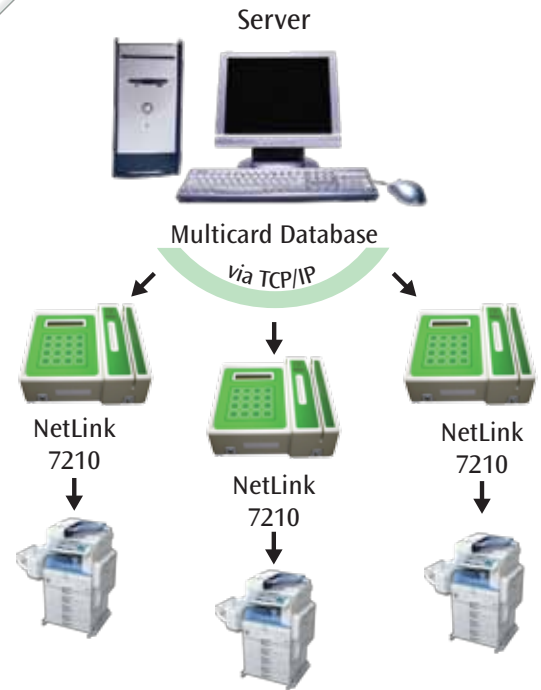 Server
Multicard Database
via TCP/IP
NetLink
7210
NetLink
7210
NetLink
7210